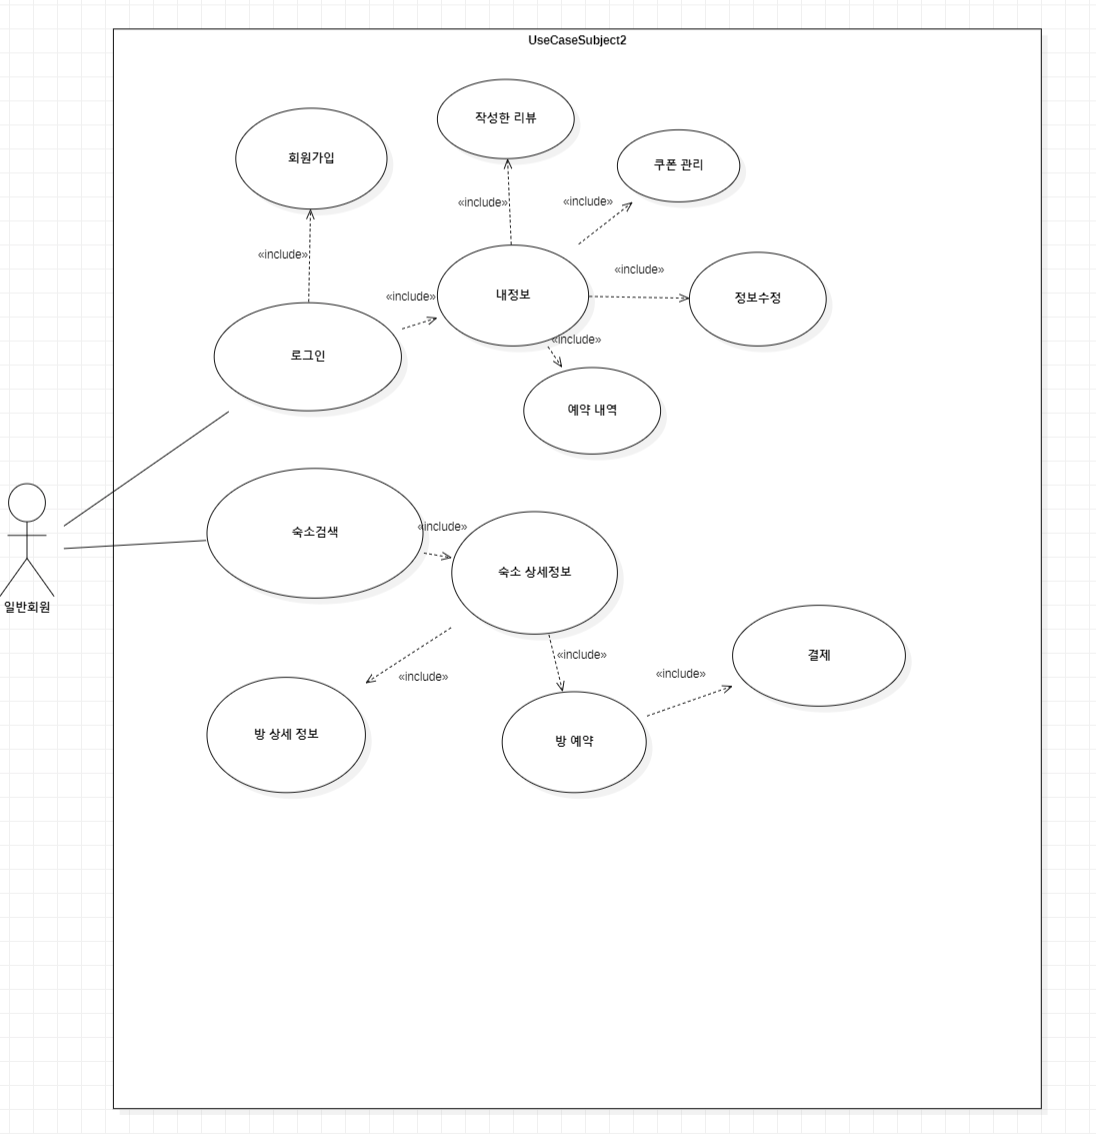 UseCaseSubject2
작성한 리뷰
회원가입
쿠폰 관리
«include»
«include»
«include»
«include»
«include»
내정보
정보수정
«include»
로그인
예약 내역
숙소검색
«include»
숙소 상세정보
일반회원
«include»
«include»
«include»
결제
방 상세 정보
방 예약